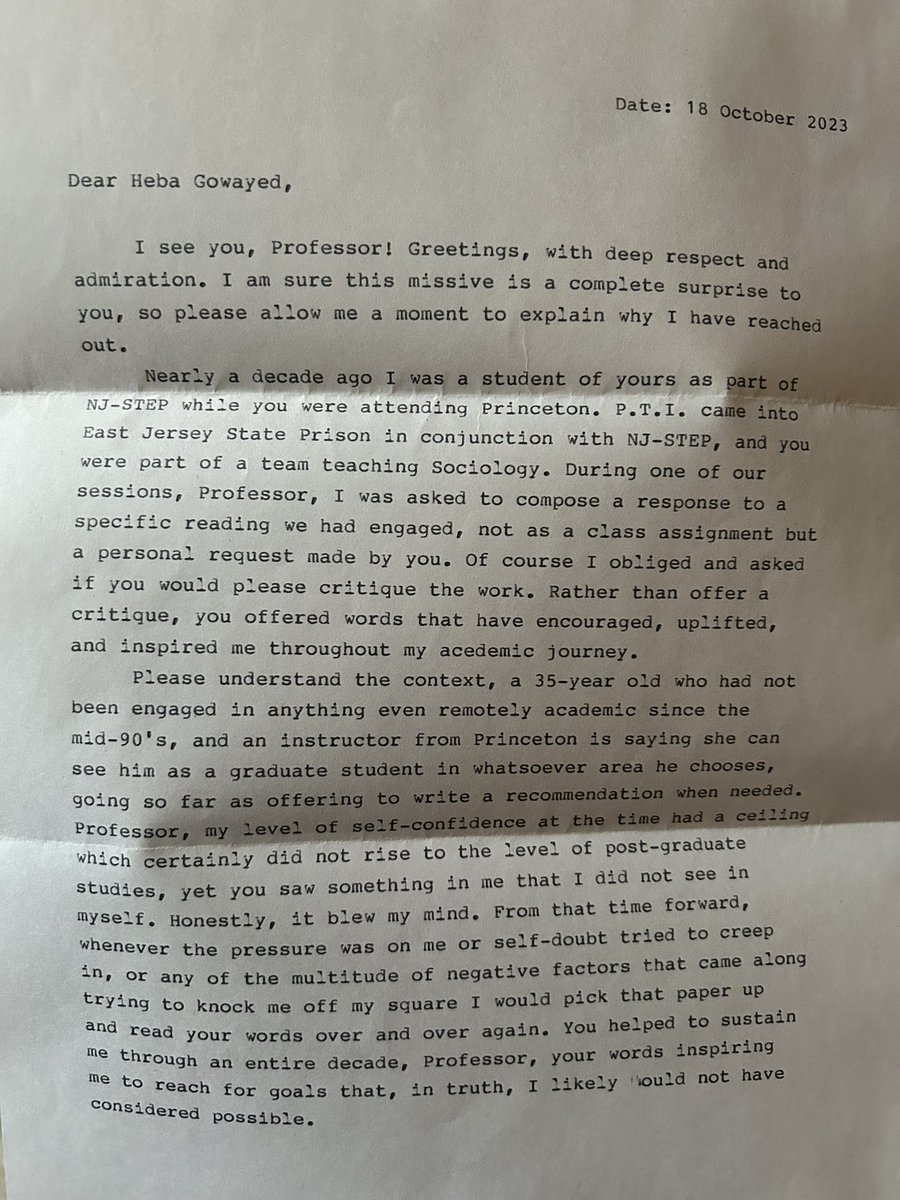 Date: 18 October 2023
Dear Heba Gowayed,
I see you, Professor! Greetings, with deep respect and
admiration. I am sure this missive is a complete surprise to
you, so please allow me a moment to explain why I have reached
out.
Nearly a decade ago I was a student of yours as part of
NJ-STEP while you were attending Princeton. P.T.I. came into
East Jersey State Prison in conjunction with NJ-STEP, and you
were part of a team teaching Sociology. During one of our
sessions, Professor, I was asked to compose a response to a
specific reading we had engaged, not as a class assignment but
a personal request made by you. Of course I obliged and asked
if you would please critique the work. Rather than offer a
critique, you offered words that have encouraged, uplifted,
and inspired me throughout my acedemic journey.
Please understand the context, a 35-year old who had not
been engaged in anything even remotely academic since the
mid-90's, and an instructor from Princeton is saying she can
see him as a graduate student in whatsoever area he chooses,
going so far as offering to write a recommendation when needed.
Professor, my level of self-confidence at the time had a ceiling
which certainly did not rise to the level of post-graduate
studies, yet you saw something in me that I did not see in
myself. Honestly, it blew my mind. From that time forward,
whenever the pressure was on me or self-doubt tried to creep
in, or any of the multitude of negative factors that came along
trying to knock me off my square I would pick that paper up
and read your words over and over again. You helped to sustain
me through an entire decade, Professor, your words inspiring
me to reach for goals that, in truth, I likely would not have
considered possible.